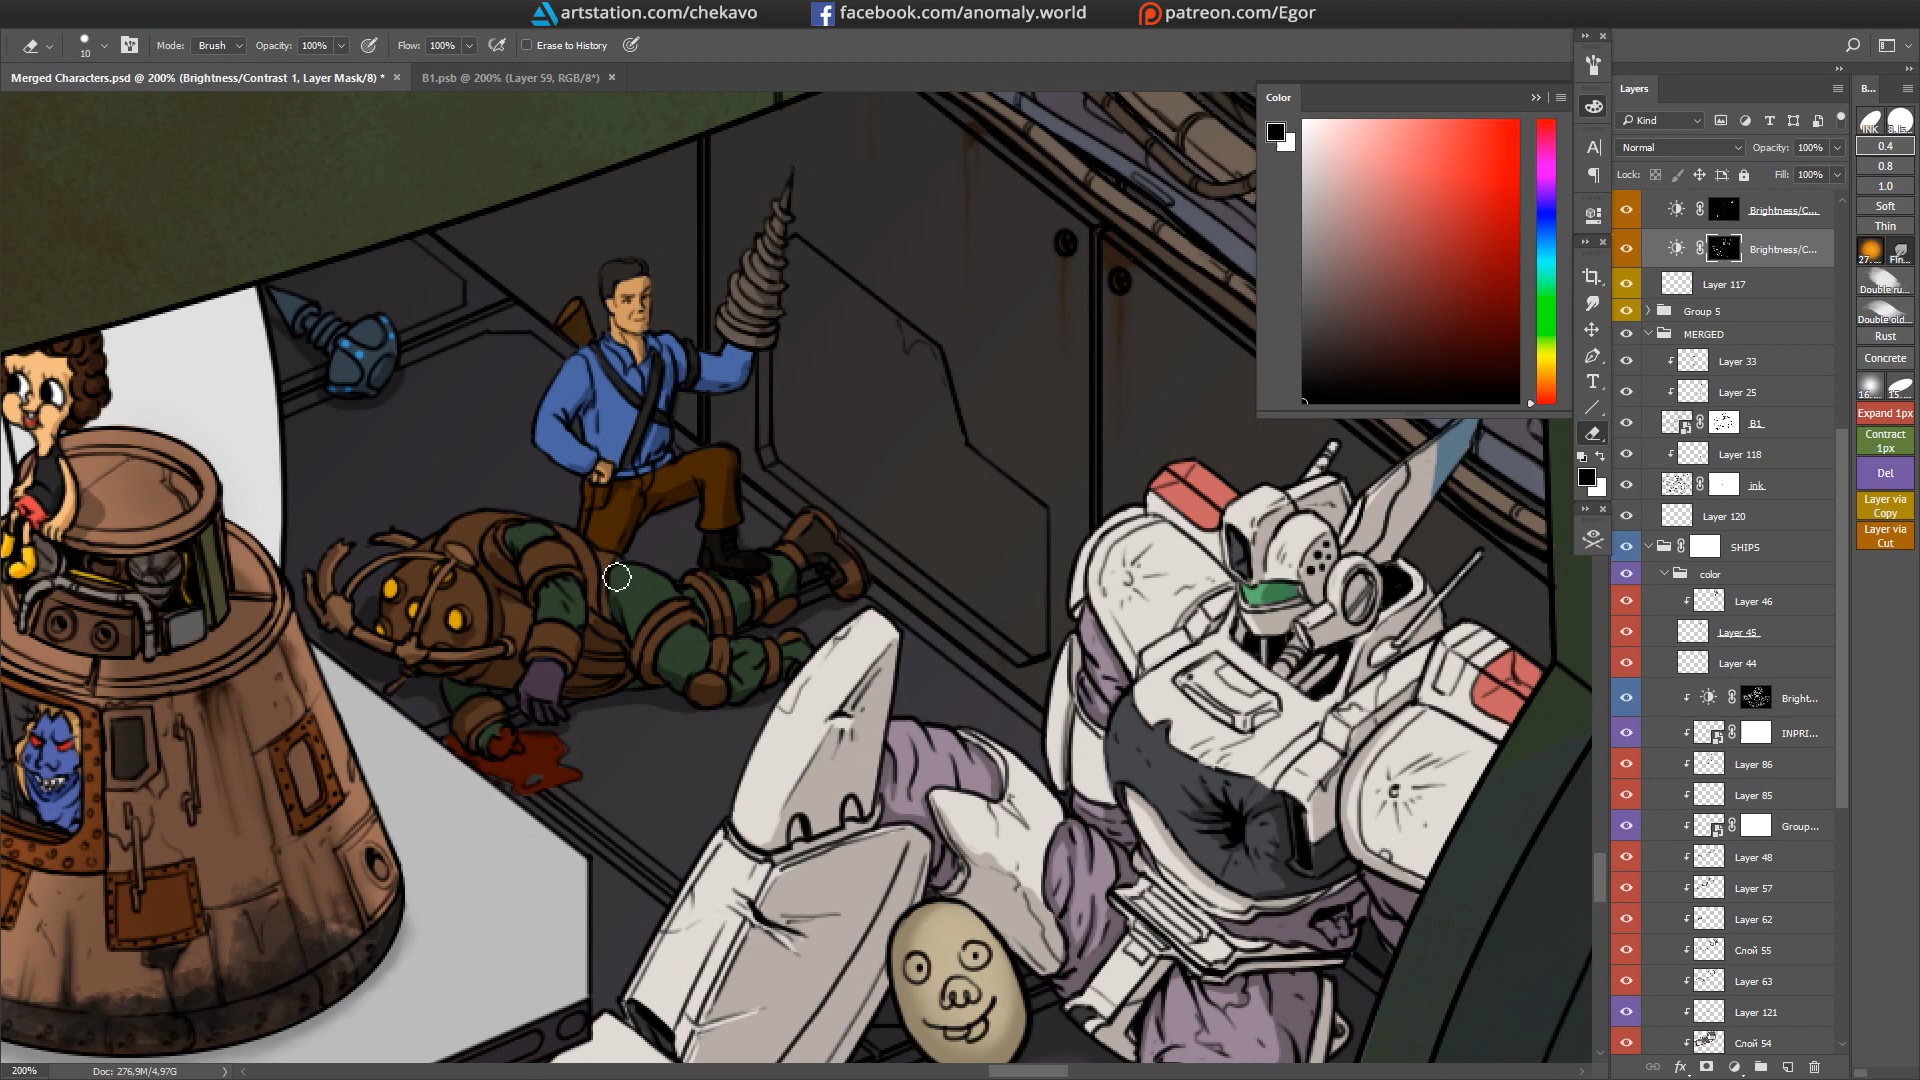 artstation.com/chekavo
facebook.com/anomaly.world
patreon.com/Egor
10
Mode: Brush
Opacity: 100%
Flow: 100%
Erase to History
Merged Characters.psd @ 200% (Brightness/Contrast 1, Layer Mask/8) *
B1.psb @ 200% (Layer 59, RGB/8*)
Color
Layers
Kind
Normal
Opacity: 100%
Lock:
Fill: 100%
Brightness/C...
Brightness/C...
Layer 117
Group 5
MERGED
Layer 33
Layer 25
B1
Layer 118
ink
Layer 120
SHIPS
color
Layer 46
Layer 45
Layer 44
Bright...
INPRI...
Layer 86
Layer 85
Group...
Layer 48
Layer 57
Layer 62
Слой 55
Layer 63
Layer 121
Слой 54
B...
INK
0.4
0.8
1.0
Soft
Thin
27...
Fin...
Double ru...
Double old...
Rust
Concrete
16...
15...
Expand 1px
Contract
1px
Del
Layer via
Copy
Layer via
Cut
200%
Doc: 276,9M/4,97G